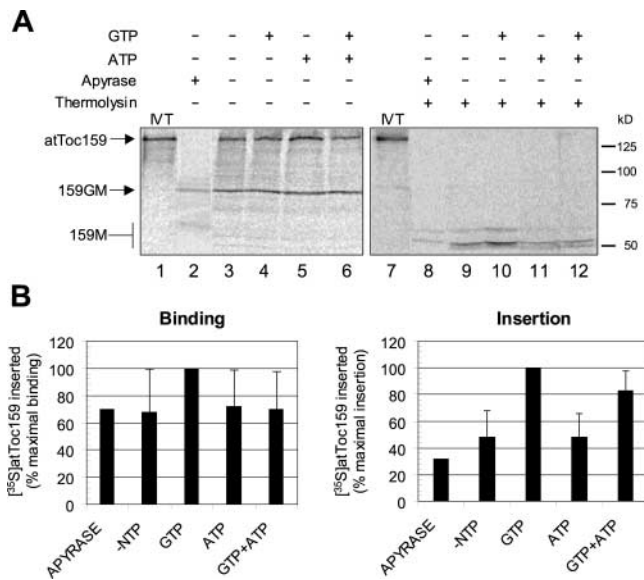 A
GTP – – – + – + – – + – +
ATP – – – – + + – – – + +
Apyrase + – – – – + – – – –
Thermolysin – – – – – + + + + +
IVT IVT kD
atToc159
125
100
159GM
75
159M
50
1 2 3 4 5 6 7 8 9 10 11 12
B
Binding
Insertion
[³⁵S]atToc159 inserted
(% maximal binding)
120
100
80
60
40
20
0
APYRASE
-NTP
GTP
ATP
GTP+ATP
[³⁵S]atToc159 inserted
(% maximal insertion)
120
100
80
60
40
20
0
APYRASE
-NTP
GTP
ATP
GTP+ATP